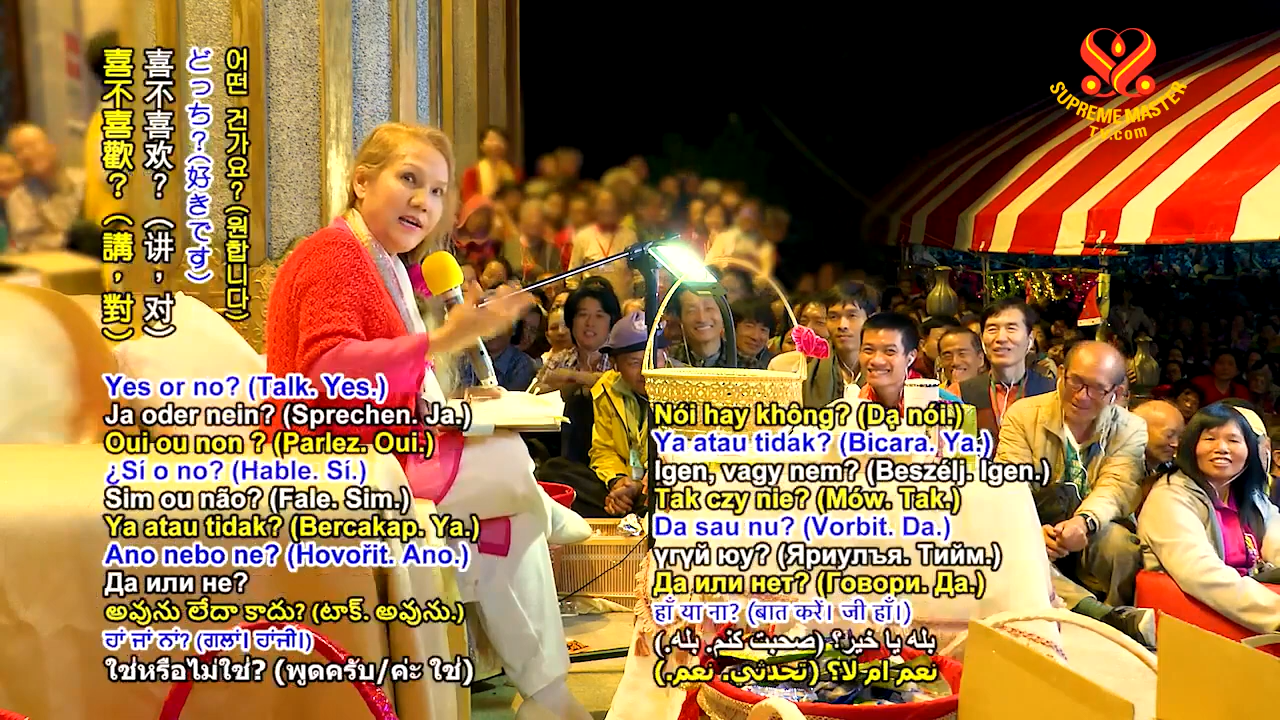 SUPREME MASTER
TV.com
어떤 건가요? (원합니다)
どっち? (好きです)
喜不喜欢? (讲,对)
喜不喜歡? (講,對)
Yes or no? (Talk. Yes.)
Ja oder nein? (Sprechen. Ja.)
Oui ou non ? (Parlez. Oui.)
¿Sí o no? (Hable. Sí.)
Sim ou não? (Fale. Sim.)
Ya atau tidak? (Bercakap. Ya.)
Ano nebo ne? (Hovořit. Ano.)
Да или не?
అవును లేదా కాదు? (టాక్. అవును.)
ਹਾਂ ਜਾਂ ਨਾਂ? (ਗਲਾਂ। ਹਾਂਜੀ।)
ใช่หรือไม่ใช่? (พูดครับ/ค่ะ ใช่)
Nói hay không? (Dạ nói.)
Ya atau tidak? (Bicara. Ya.)
Igen, vagy nem? (Beszélj. Igen.)
Tak czy nie? (Mów. Tak.)
Da sau nu? (Vorbit. Da.)
үгүй юу? (Яриулъя. Тийм.)
Да или нет? (Говори. Да.)
हाँ या ना? (बात करें। जी हाँ।)
بله یا خیر؟ (صحبت کنم. بله.)
نعم ام لا؟ (تحدثي. نعم.)